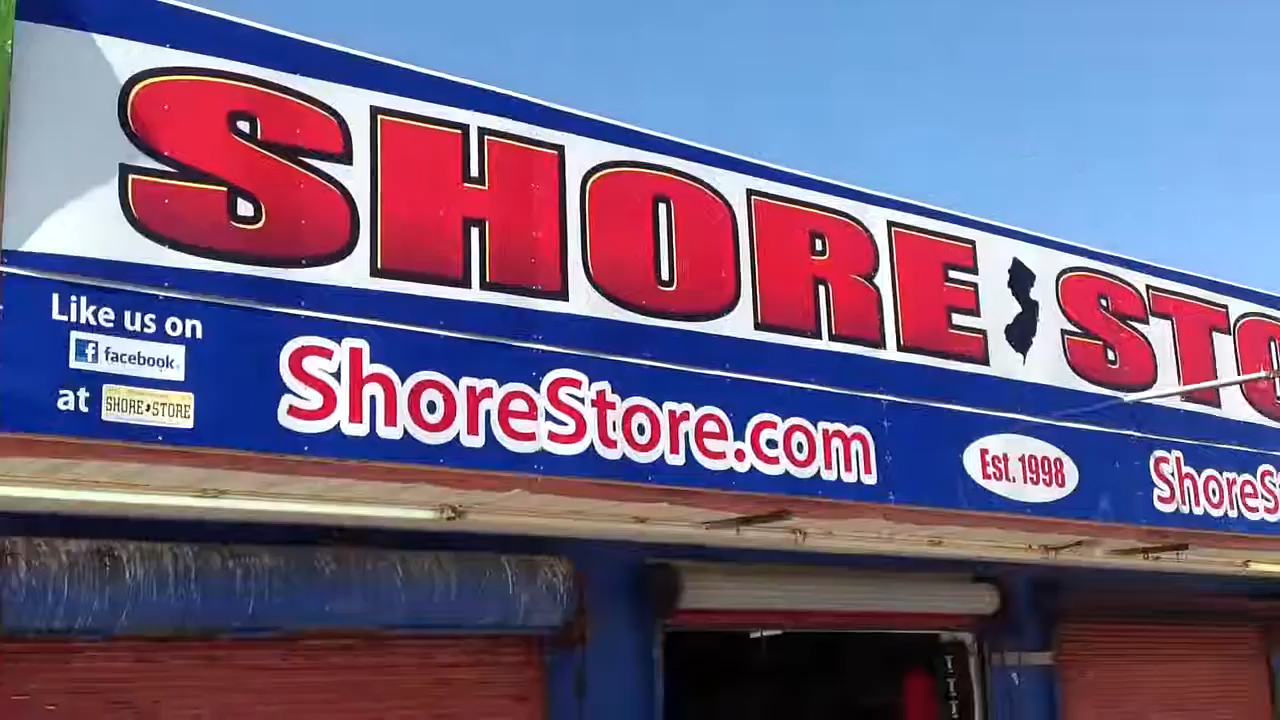 SHORE STO
Like us on
facebook
at SHORE STORE
ShoreStore.com
Est. 1998
ShoreS